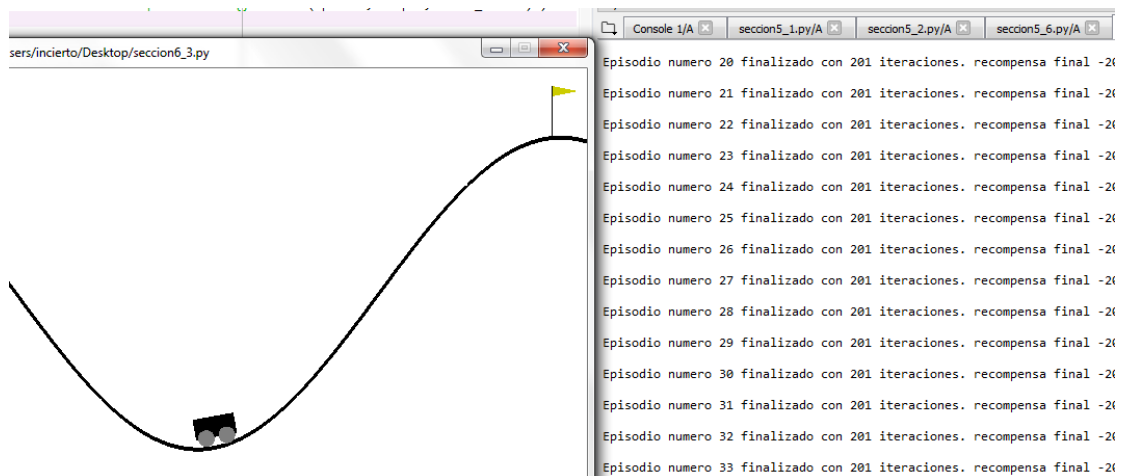 sers/incierto/Desktop/seccion6_3.py
Console 1/A seccion5_1.py/A seccion5_2.py/A seccion5_6.py/A
Episodio numero 20 finalizado con 201 iteraciones. recompensa final
Episodio numero 21 finalizado con 201 iteraciones. recompensa final
Episodio numero 22 finalizado con 201 iteraciones. recompensa final
Episodio numero 23 finalizado con 201 iteraciones. recompensa final
Episodio numero 24 finalizado con 201 iteraciones. recompensa final
Episodio numero 25 finalizado con 201 iteraciones. recompensa final
Episodio numero 26 finalizado con 201 iteraciones. recompensa final
Episodio numero 27 finalizado con 201 iteraciones. recompensa final
Episodio numero 28 finalizado con 201 iteraciones. recompensa final
Episodio numero 29 finalizado con 201 iteraciones. recompensa final
Episodio numero 30 finalizado con 201 iteraciones. recompensa final
Episodio numero 31 finalizado con 201 iteraciones. recompensa final
Episodio numero 32 finalizado con 201 iteraciones. recompensa final
Episodio numero 33 finalizado con 201 iteraciones. recompensa final